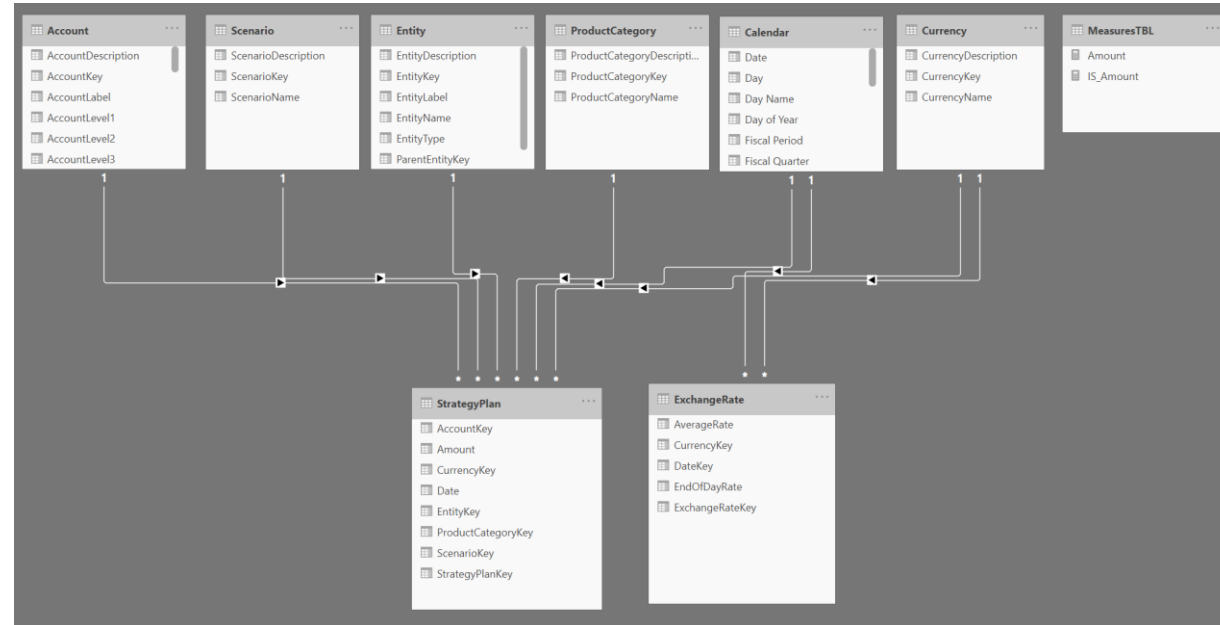 Account ...
AccountDescription
AccountKey
AccountLabel
AccountLevel1
AccountLevel2
AccountLevel3
1
Scenario ...
ScenarioDescription
ScenarioKey
ScenarioName
1
Entity ...
EntityDescription
EntityKey
EntityLabel
EntityName
EntityType
ParentEntityKey
1
ProductCategory ...
ProductCategoryDescripti...
ProductCategoryKey
ProductCategoryName
1
Calendar ...
Date
Day
Day Name
Day of Year
Fiscal Period
Fiscal Quarter
1 1
Currency ...
CurrencyDescription
CurrencyKey
CurrencyName
1 1
MeasuresTBL ...
Amount
IS_Amount
* * * * * *
StrategyPlan ...
AccountKey
Amount
CurrencyKey
Date
EntityKey
ProductCategoryKey
ScenarioKey
StrategyPlanKey
* *
ExchangeRate ...
AverageRate
CurrencyKey
DateKey
EndOfDayRate
ExchangeRateKey